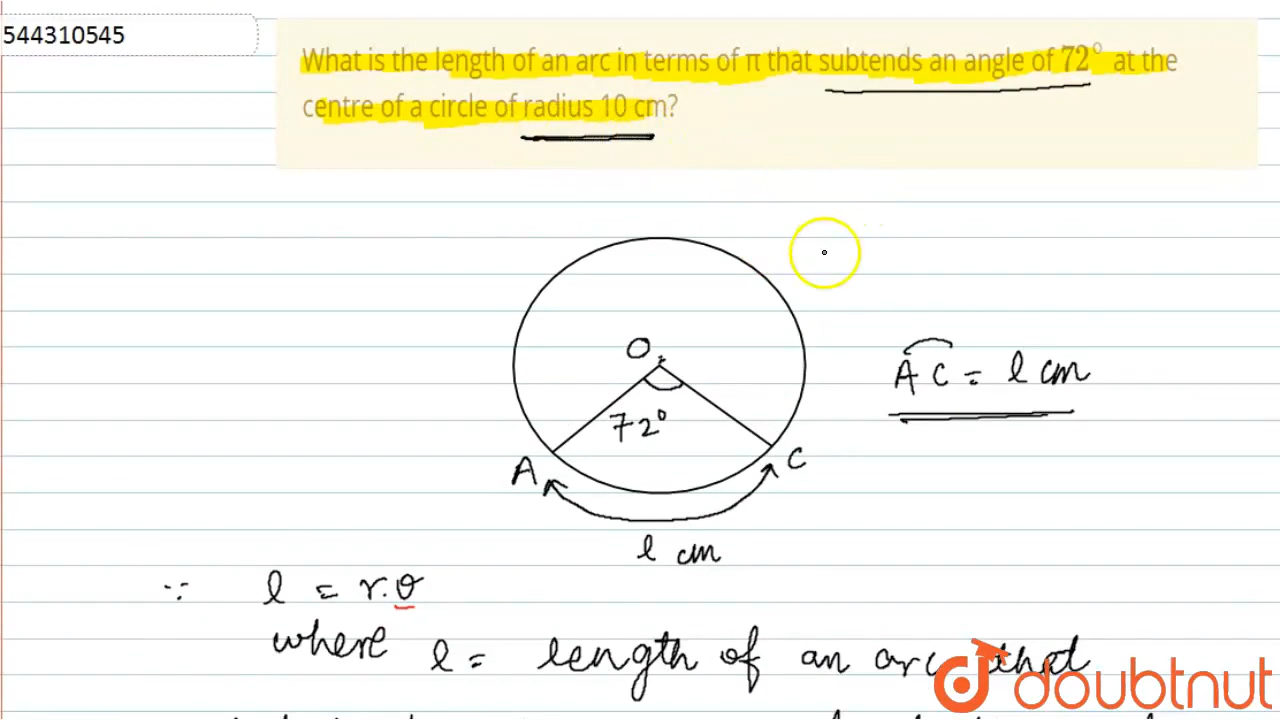 544310545
What is the length of an arc in terms of π that subtends an angle of 72° at the
centre of a circle of radius 10 cm?
O
72°
A
C
AC = l cm
l cm
∵ l = r.θ
where l = length of an arc that
doubtnut